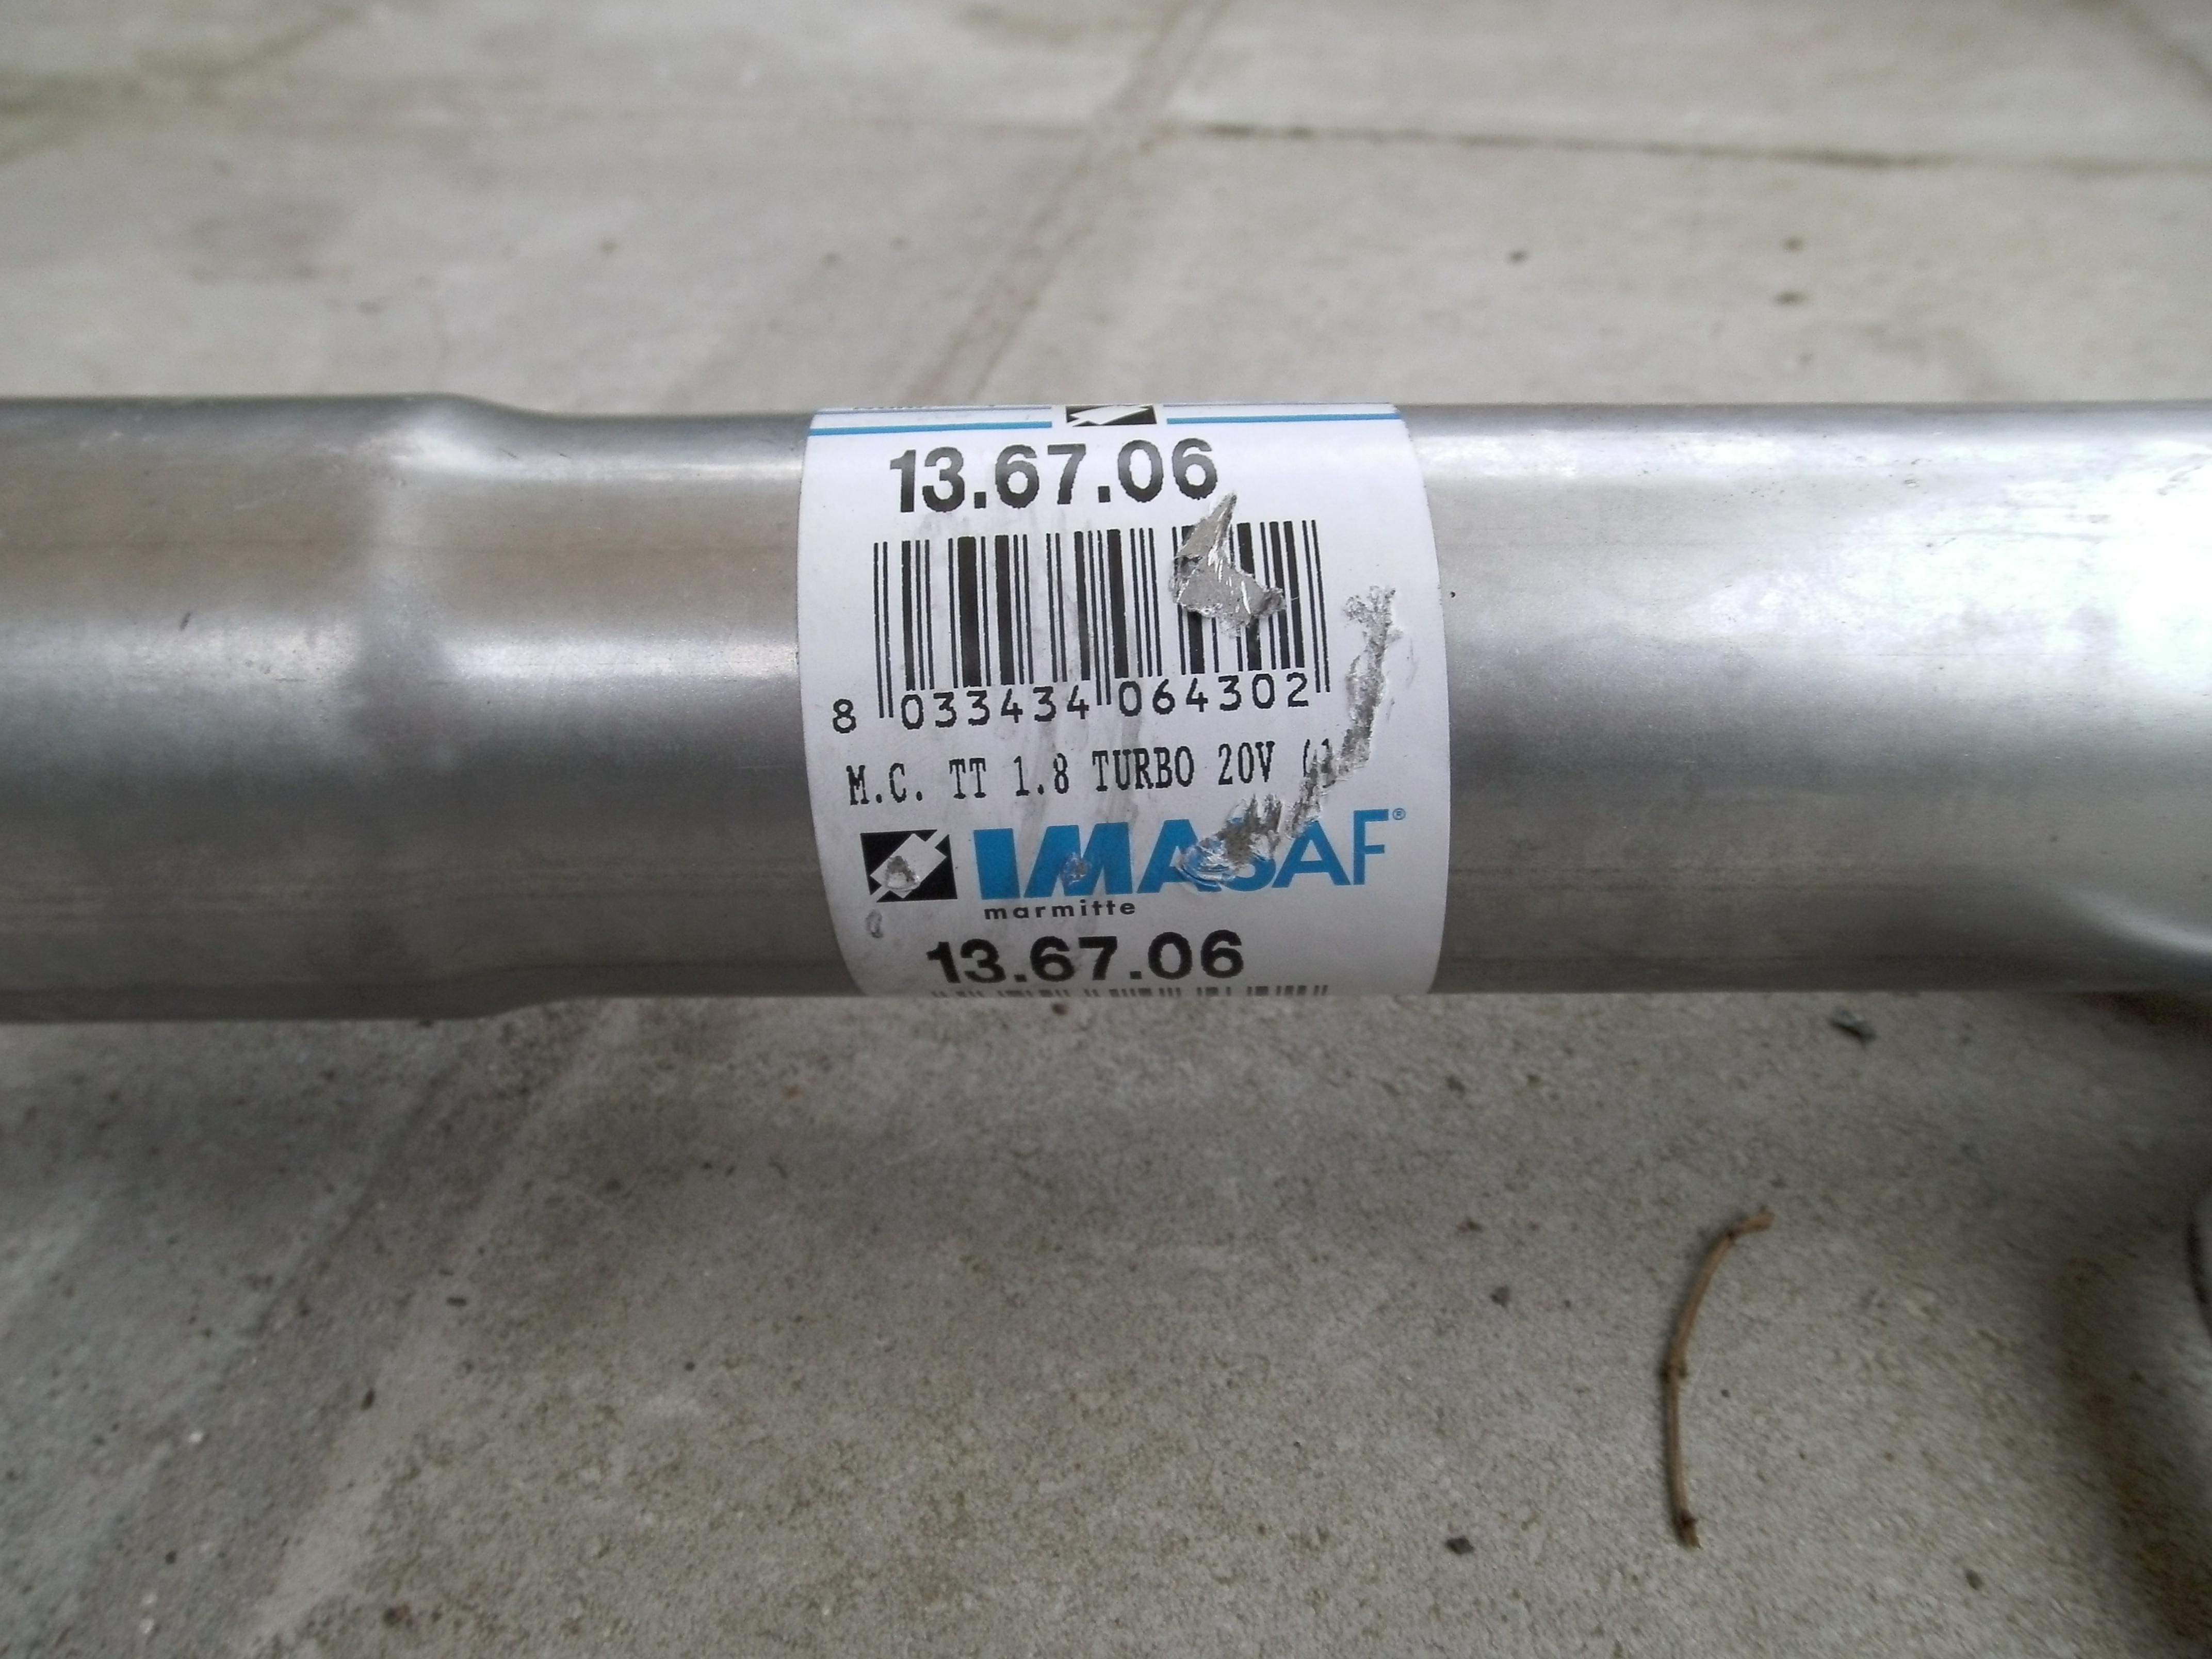 13.67.06
8 033434 064302
M.C. TT 1.8 TURBO 20V
IMASAF®
marmitte
13.67.06